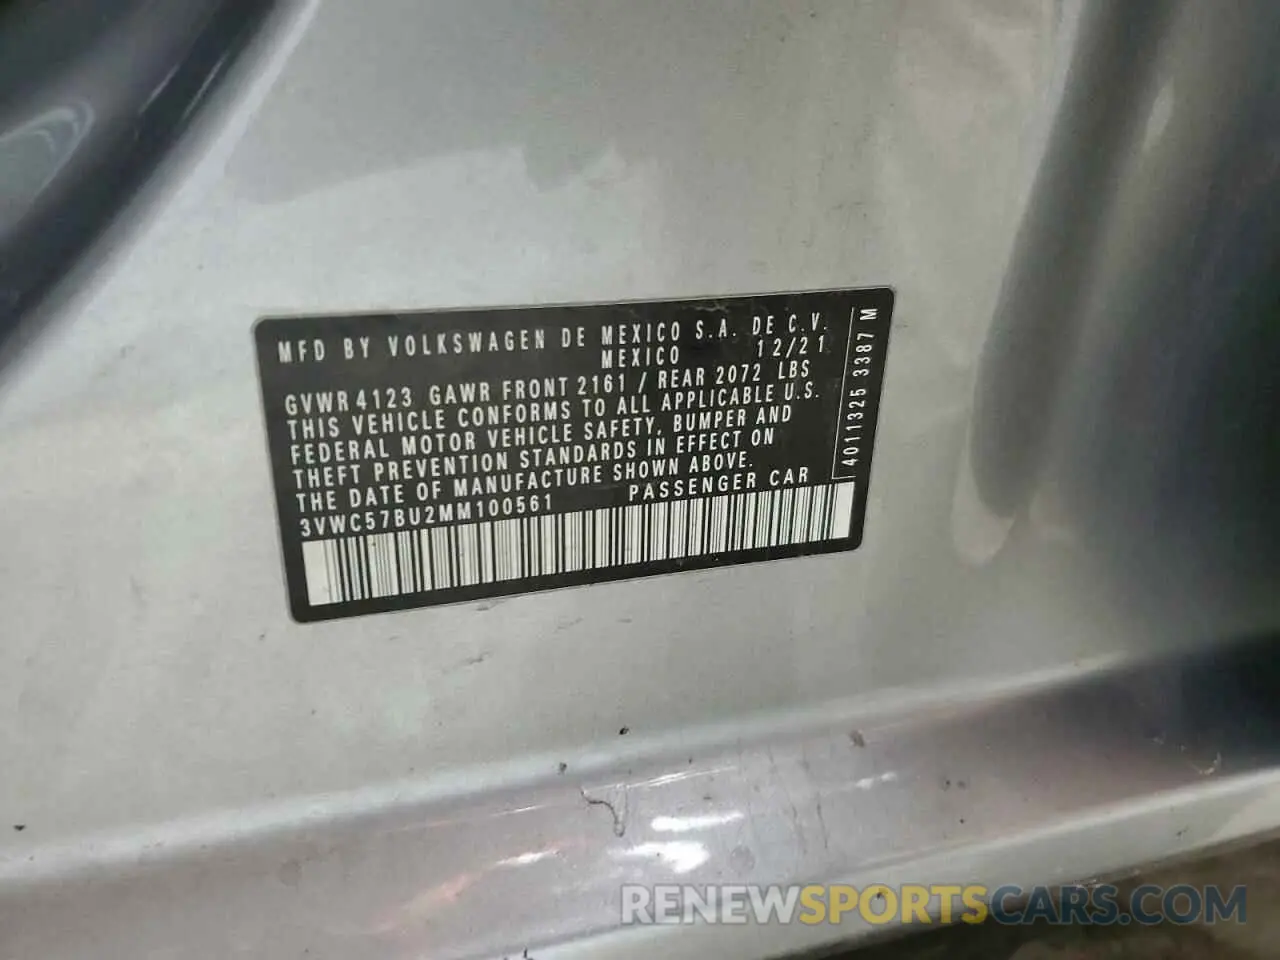 MFD BY VOLKSWAGEN DE MEXICO S.A. DE C.V.
MEXICO 12/21
GVWR 4123 GAWR FRONT 2161 / REAR 2072 LBS
THIS VEHICLE CONFORMS TO ALL APPLICABLE U.S.
FEDERAL MOTOR VEHICLE SAFETY, BUMPER AND
THEFT PREVENTION STANDARDS IN EFFECT ON
THE DATE OF MANUFACTURE SHOWN ABOVE.
3VWC57BU2MM100561 PASSENGER CAR
4011325 3387 M
RENEWSPORTSCARS.COM